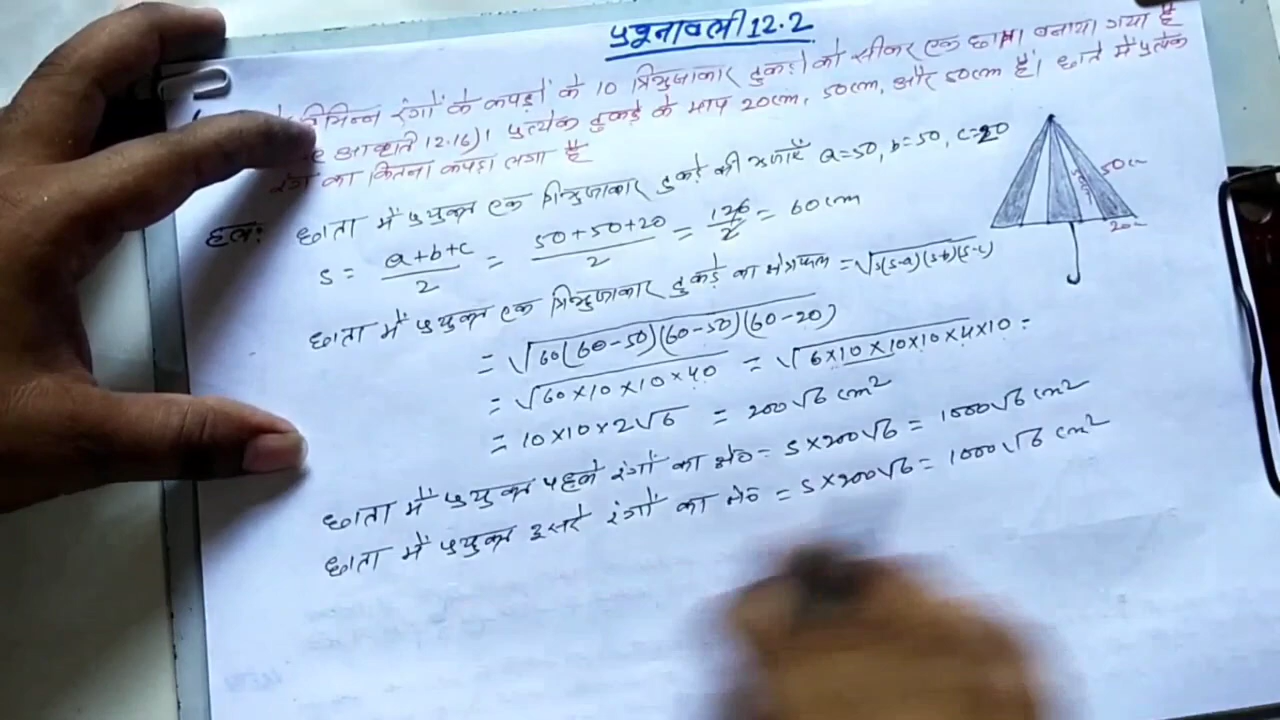 प्रश्नावली 12.2
विभिन्न रंगों के कपड़ों के 10 त्रिभुजाकार टुकड़ों को सीकर एक छाता बनाया गया है
आकृति 12.16)। प्रत्येक टुकड़े के माप 20cm, 50cm, और 50cm हैं। छाते में प्रत्येक
रंग का कितना कपड़ा लगा है
हल: छाता में प्रयुक्त एक त्रिभुजाकार टुकड़े की भुजाएँ a=50, b=50, c=20
S = a+b+c/2 = 50+50+20/2 = 120/2 = 60cm
छाता में प्रयुक्त एक त्रिभुजाकार टुकड़े का क्षेत्रफल = √s(s-a)(s-b)(s-c)
= √60(60-50)(60-50)(60-20)
= √60×10×10×40 = √6×10×10×10×4×10 =
= 10×10×2√6 = 200√6 cm²
छाता में प्रयुक्त पहले रंगों का क्षे० = 5×200√6 = 1000√6 cm²
छाता में प्रयुक्त दूसरे रंगों का क्षे० = 5×200√6 = 1000√6 cm²
50cm